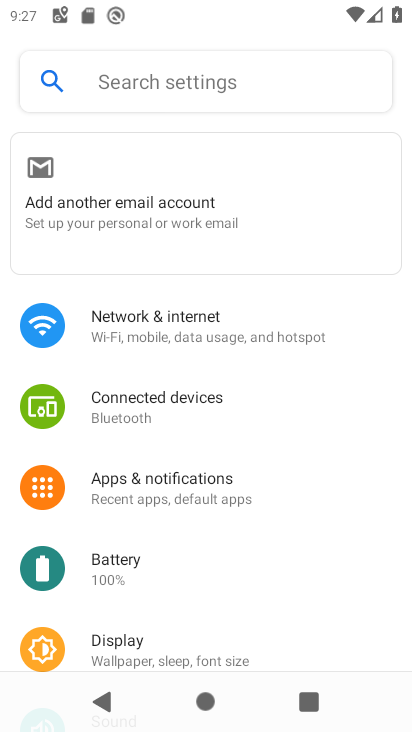 9:27
Search settings
Add another email account
Set up your personal or work email
Network & internet
Wi-Fi, mobile, data usage, and hotspot
Connected devices
Bluetooth
Apps & notifications
Recent apps, default apps
Battery
100%
Display
Wallpaper, sleep, font size
Sound